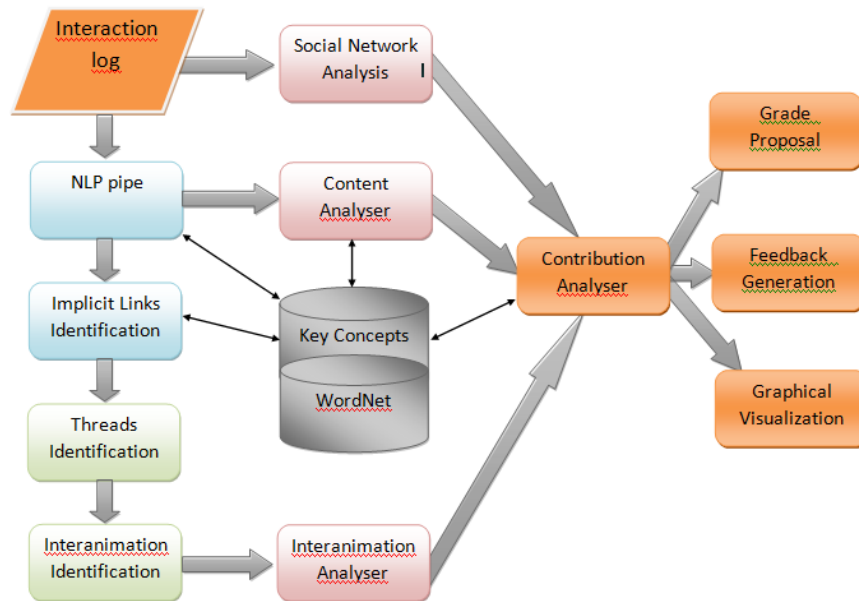 Interaction
log
Social Network
Analysis
Grade
Proposal
NLP pipe
Content
Analyser
Contribution
Analyser
Feedback
Generation
Implicit Links
Identification
Key Concepts
WordNet
Graphical
Visualization
Threads
Identification
Interanimation
Identification
Interanimation
Analyser